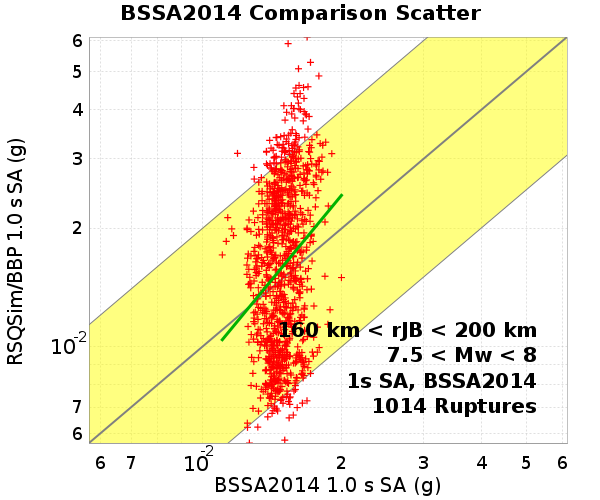 BSSA2014 Comparison Scatter
RSQSim/BBP 1.0 s SA (g)
6
5
4
3
2
10-2
7
6
160 km < rJB < 200 km
7.5 < Mw < 8
1s SA, BSSA2014
1014 Ruptures
6 7 10-2 2 3 4 5 6
BSSA2014 1.0 s SA (g)